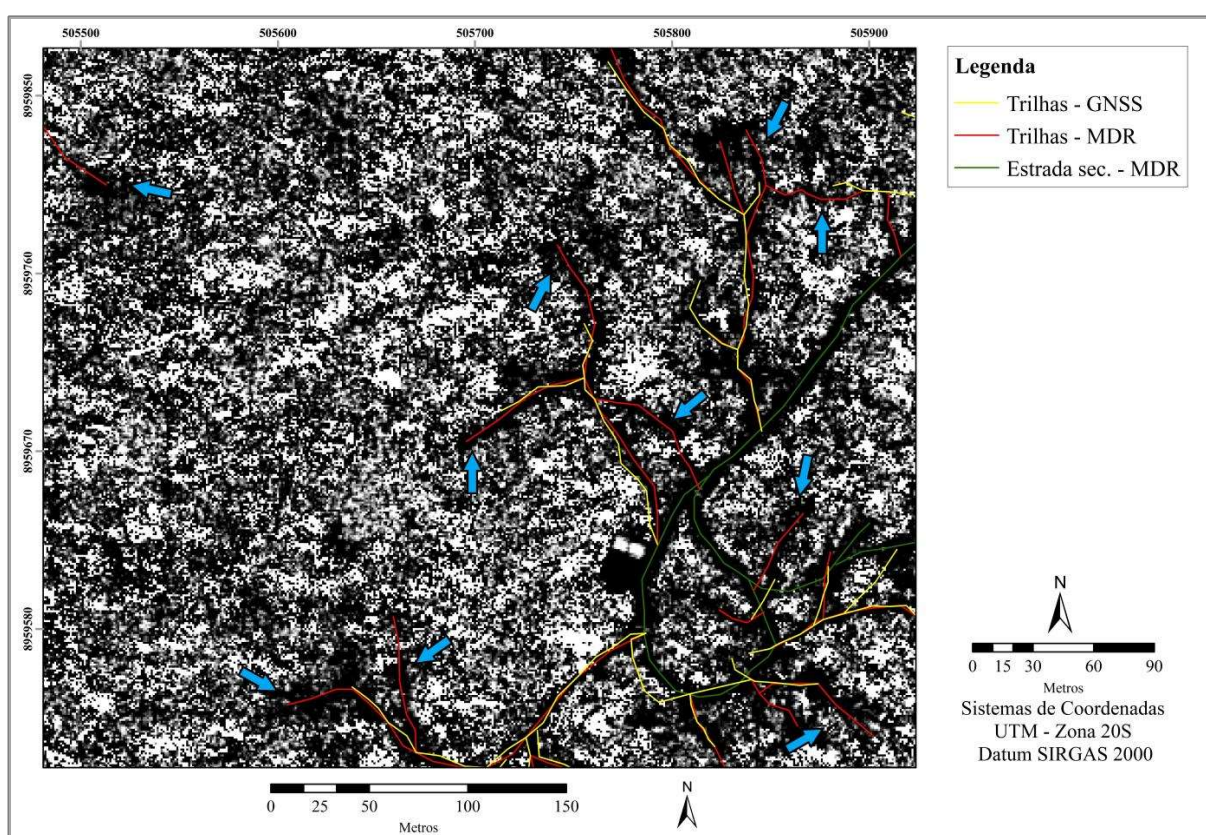 505500 505600 505700 505800 505900
8959850
8959760
8959670
8959580
Legenda
Trilhas - GNSS
Trilhas - MDR
Estrada sec. - MDR
N
0 15 30 60 90
Metros
Sistemas de Coordenadas
UTM - Zona 20S
Datum SIRGAS 2000
0 25 50 100 150
Metros
N